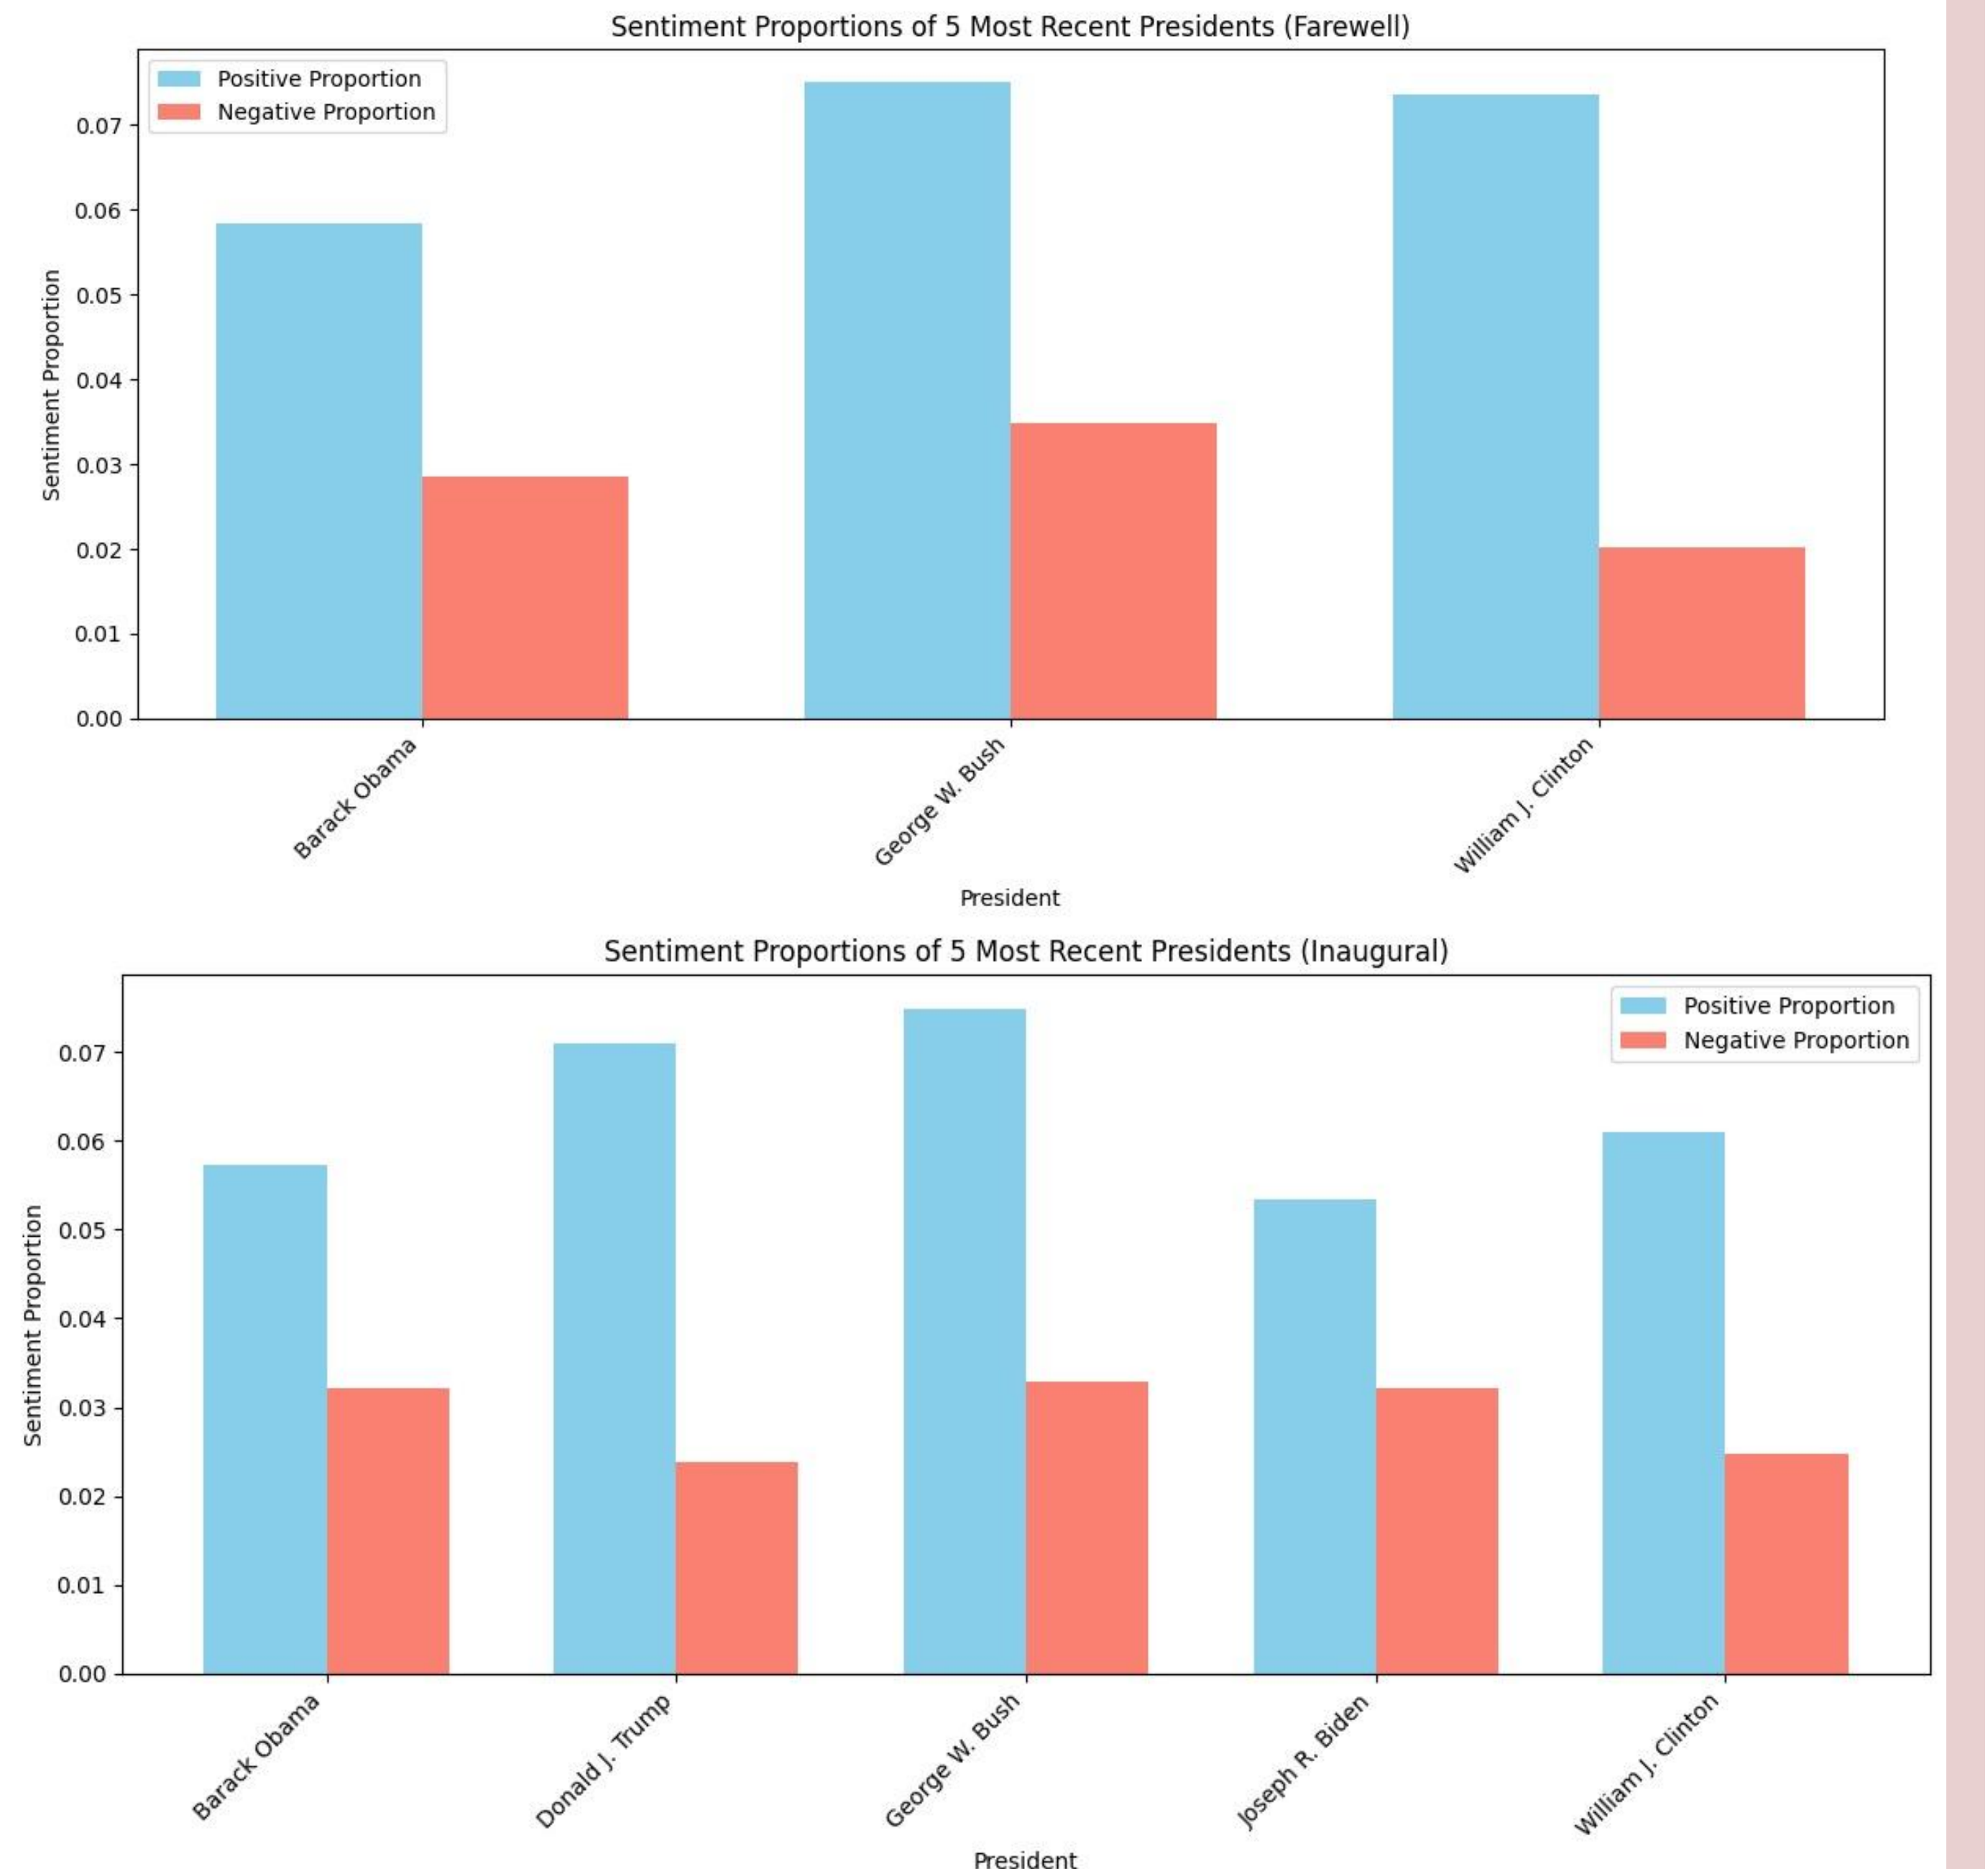 Sentiment Proportions of 5 Most Recent Presidents (Farewell)
Positive Proportion
Negative Proportion
0.07
0.06
0.05
0.04
0.03
0.02
0.01
0.00
Sentiment Proportion
Barack Obama
George W. Bush
William J. Clinton
President
Sentiment Proportions of 5 Most Recent Presidents (Inaugural)
Positive Proportion
Negative Proportion
0.07
0.06
0.05
0.04
0.03
0.02
0.01
0.00
Sentiment Proportion
Barack Obama
Donald J. Trump
George W. Bush
Joseph R. Biden
William J. Clinton
President